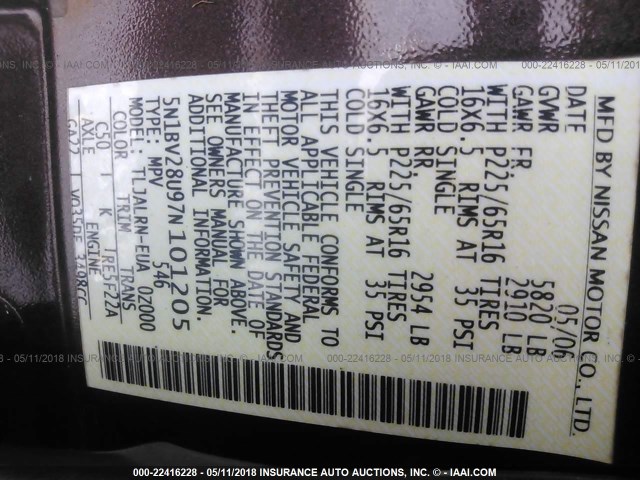 MFD BY NISSAN MOTOR CO., LTD.
DATE 05/06
GVWR 5820 LB
GAWR FR. 2910 LB
WITH P225/65R16 TIRES
16X6.5 RIMS AT 35 PSI
COLD SINGLE
GAWR RR 2954 LB
WITH P225/65R16 TIRES
16X6.5 RIMS AT 35 PSI
COLD SINGLE
THIS VEHICLE CONFORMS TO
ALL APPLICABLE FEDERAL
MOTOR VEHICLE SAFETY AND
THEFT PREVENTION STANDARDS
IN EFFECT ON THE DATE OF
MANUFACTURE SHOWN ABOVE.
SEE OWNERS MANUAL FOR
ADDITIONAL INFORMATION.
5N1BV28U97N101205
TYPE: MPV 546
MODEL: TLJALRN-EUA 02000
COLOR TRIM TRANS
C50 K RE5F22A
AXLE ENGINE
GA22 VQ35DE 3498CC
000-22416228 - 05/11/2018 INSURANCE AUTO AUCTIONS, INC. - © IAAI.COM